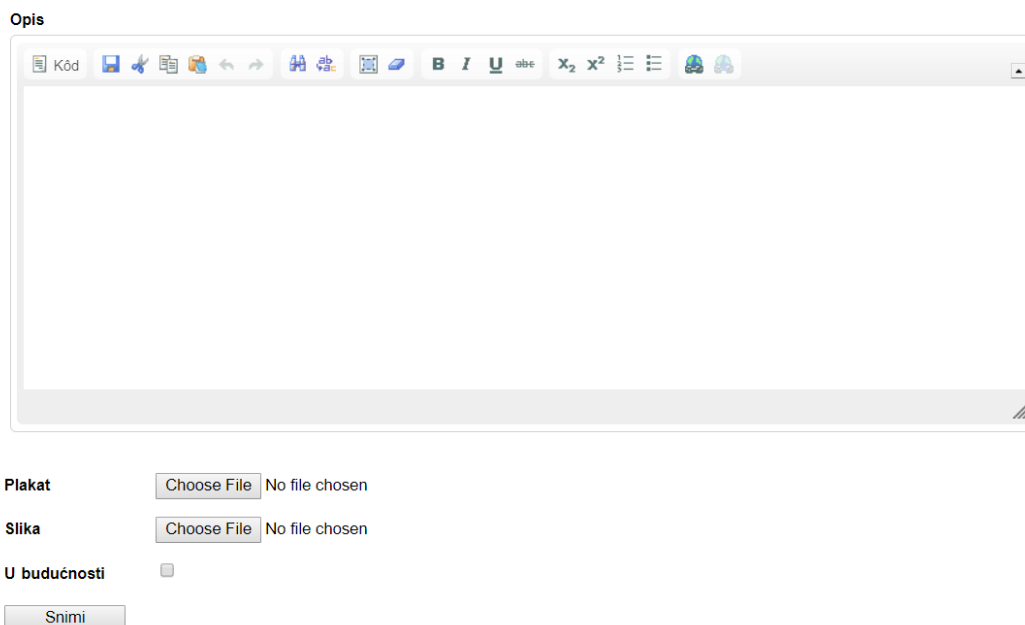 Opis
Kôd B I U abc X₂ X²
Plakat Choose File No file chosen
Slika Choose File No file chosen
U budućnosti
Snimi